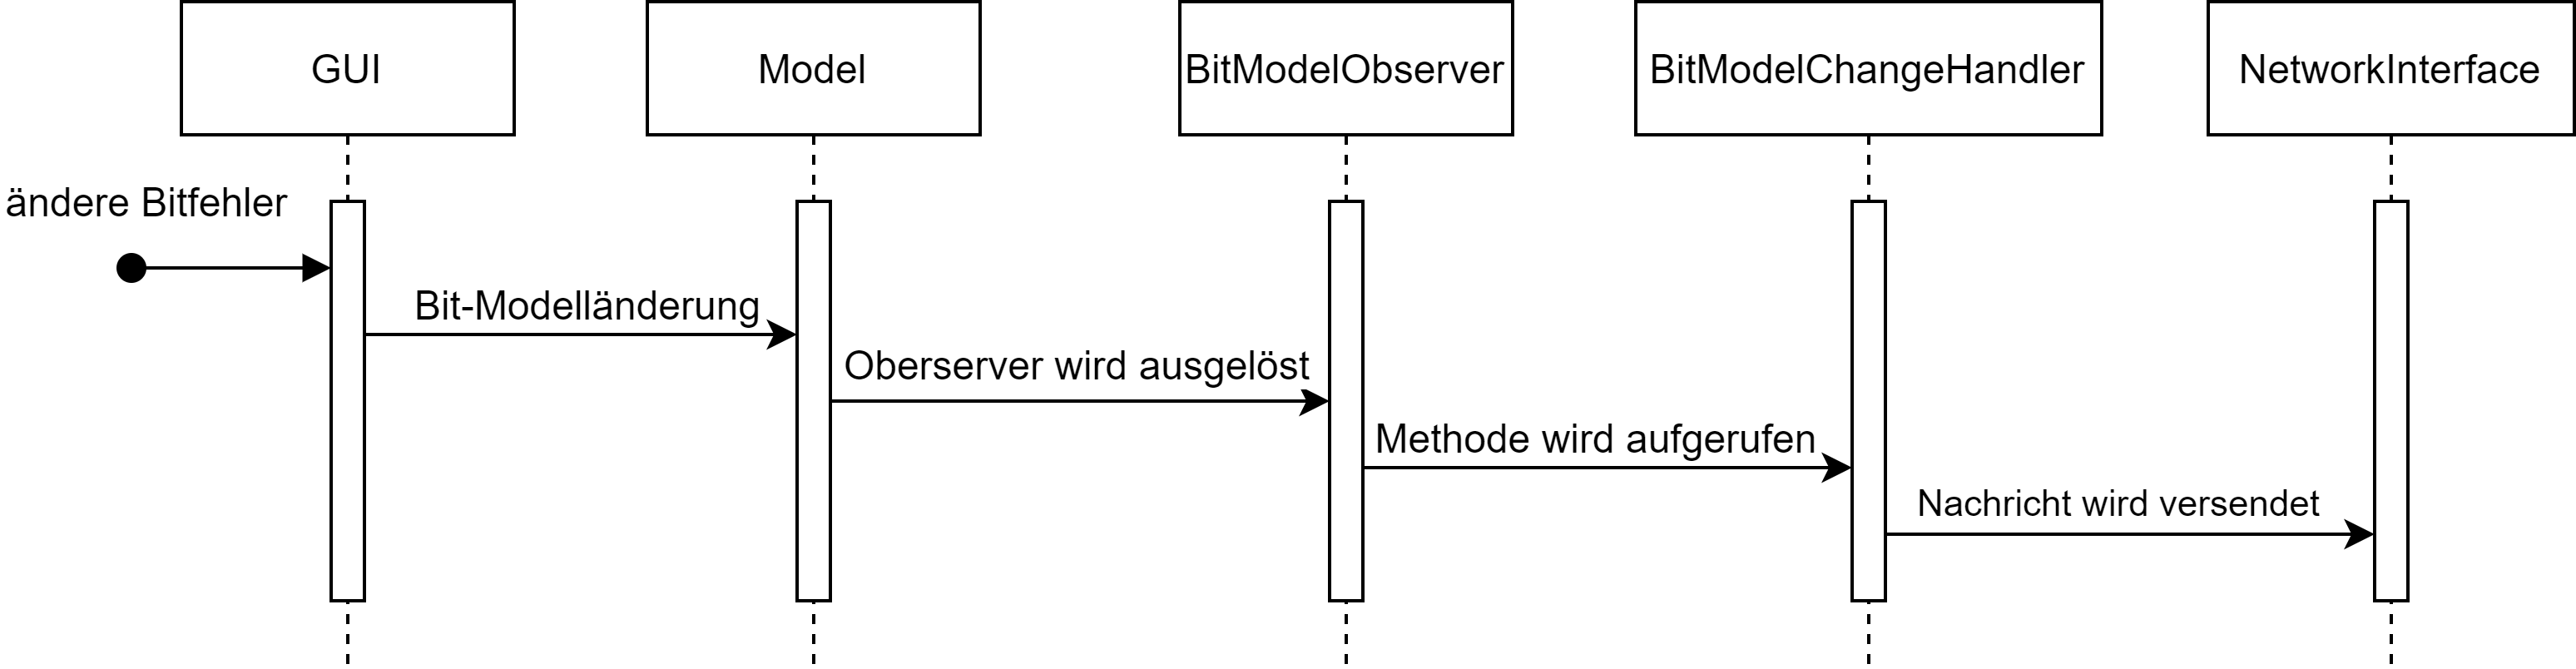 GUI
Model
BitModelObserver
BitModelChangeHandler
NetworkInterface
ändere Bitfehler
Bit-Modelländerung
Oberserver wird ausgelöst
Methode wird aufgerufen
Nachricht wird versendet